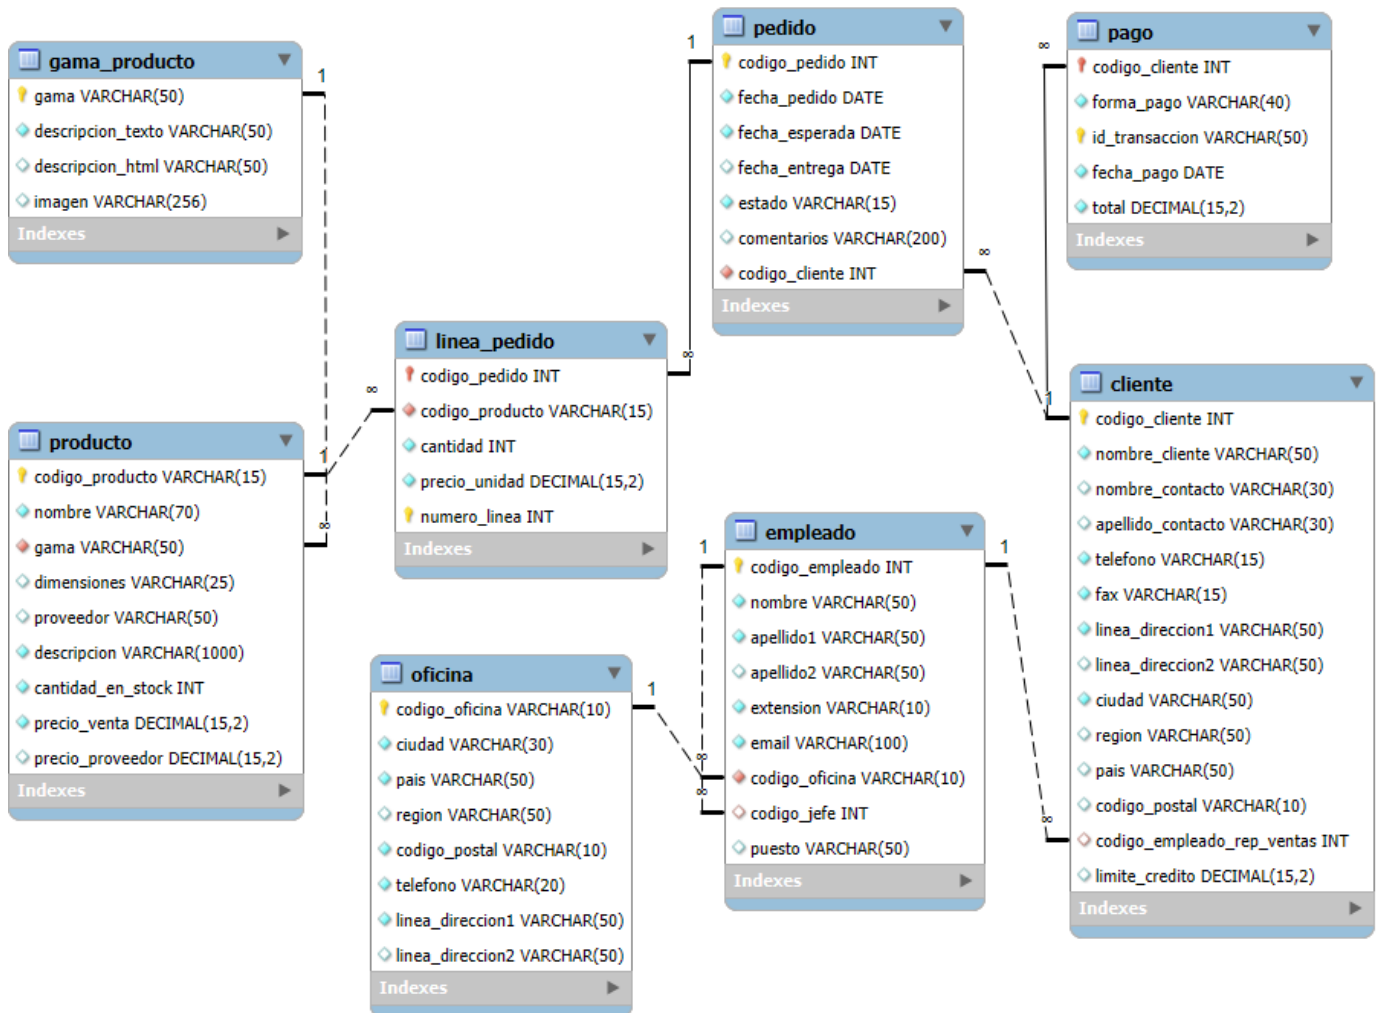 gama_producto
gama VARCHAR(50)
descripcion_texto VARCHAR(50)
descripcion_html VARCHAR(50)
imagen VARCHAR(256)
Indexes
1
∞
producto
codigo_producto VARCHAR(15)
nombre VARCHAR(70)
gama VARCHAR(50)
dimensiones VARCHAR(25)
proveedor VARCHAR(50)
descripcion VARCHAR(1000)
cantidad_en_stock INT
precio_venta DECIMAL(15,2)
precio_proveedor DECIMAL(15,2)
Indexes
1
∞
linea_pedido
codigo_pedido INT
codigo_producto VARCHAR(15)
cantidad INT
precio_unidad DECIMAL(15,2)
numero_linea INT
Indexes
∞
1
pedido
codigo_pedido INT
fecha_pedido DATE
fecha_esperada DATE
fecha_entrega DATE
estado VARCHAR(15)
comentarios VARCHAR(200)
codigo_cliente INT
Indexes
∞
∞
pago
codigo_cliente INT
forma_pago VARCHAR(40)
id_transaccion VARCHAR(50)
fecha_pago DATE
total DECIMAL(15,2)
Indexes
1
cliente
codigo_cliente INT
nombre_cliente VARCHAR(50)
nombre_contacto VARCHAR(30)
apellido_contacto VARCHAR(30)
telefono VARCHAR(15)
fax VARCHAR(15)
linea_direccion1 VARCHAR(50)
linea_direccion2 VARCHAR(50)
ciudad VARCHAR(50)
region VARCHAR(50)
pais VARCHAR(50)
codigo_postal VARCHAR(10)
codigo_empleado_rep_ventas INT
limite_credito DECIMAL(15,2)
Indexes
∞
1
1
empleado
codigo_empleado INT
nombre VARCHAR(50)
apellido1 VARCHAR(50)
apellido2 VARCHAR(50)
extension VARCHAR(10)
email VARCHAR(100)
codigo_oficina VARCHAR(10)
codigo_jefe INT
puesto VARCHAR(50)
Indexes
∞
∞
1
oficina
codigo_oficina VARCHAR(10)
ciudad VARCHAR(30)
pais VARCHAR(50)
region VARCHAR(50)
codigo_postal VARCHAR(10)
telefono VARCHAR(20)
linea_direccion1 VARCHAR(50)
linea_direccion2 VARCHAR(50)
Indexes